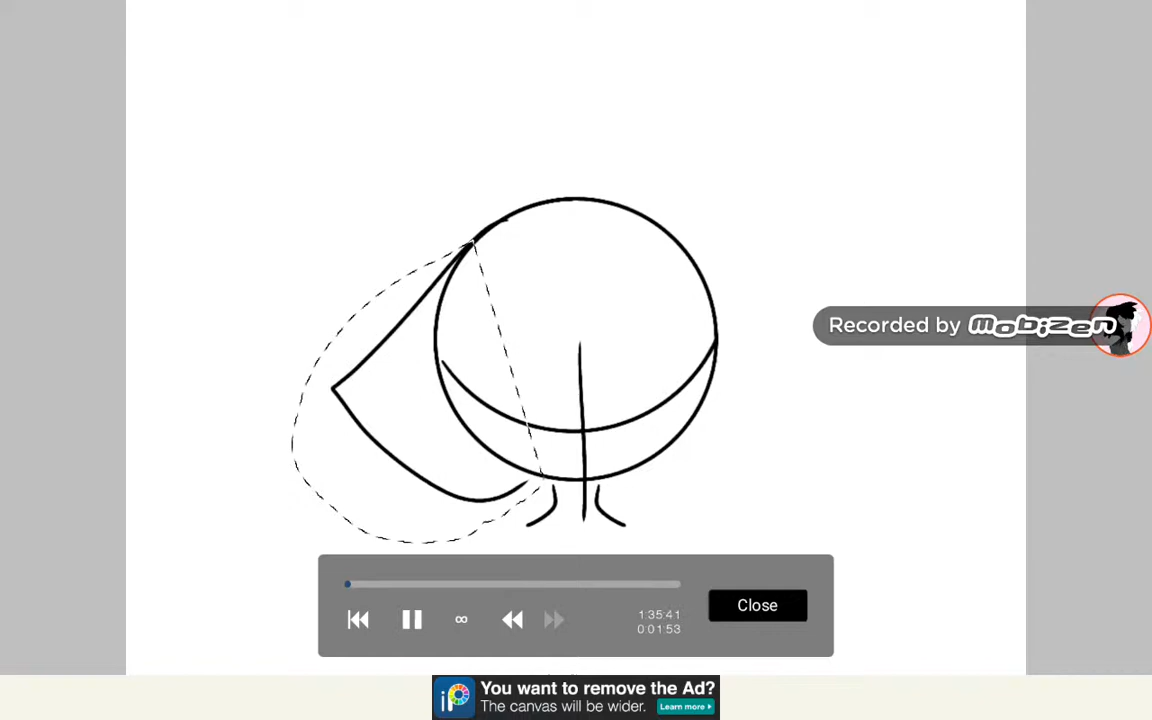 Recorded by mobizen
1:35:41
0:01:53
Close
iP
You want to remove the Ad?
The canvas will be wider.
Learn more